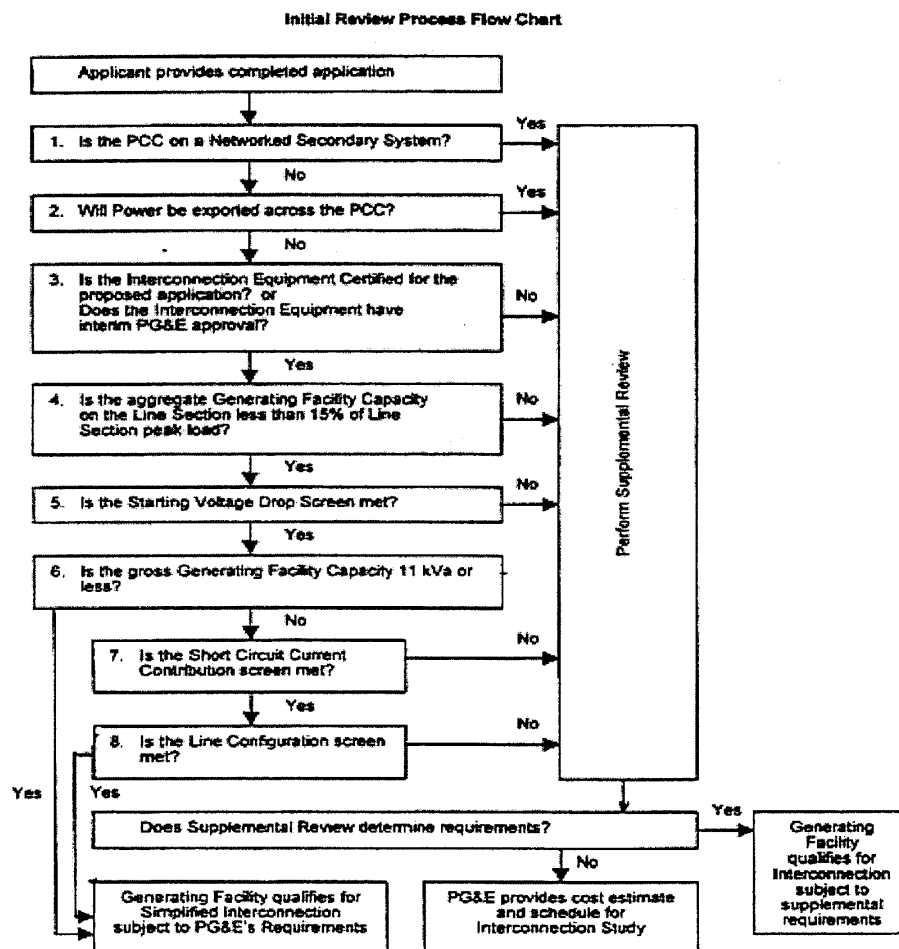 Initial Review Process Flow Chart
Applicant provides completed application
1. Is the PCC on a Networked Secondary System?
Yes
No
2. Will Power be exported across the PCC?
Yes
No
3. Is the Interconnection Equipment Certified for the
proposed application? or
Does the Interconnection Equipment have
interim PG&E approval?
No
Yes
4. Is the aggregate Generating Facility Capacity
on the Line Section less than 15% of Line
Section peak load?
No
Yes
5. Is the Starting Voltage Drop Screen met?
No
Yes
6. Is the gross Generating Facility Capacity 11 kVa or
less?
No
7. Is the Short Circuit Current
Contribution screen met?
No
Yes
8. Is the Line Configuration screen
met?
No
Yes
Yes
Perform Supplemental Review
Does Supplemental Review determine requirements?
Yes
No
Generating
Facility
qualifies for
Interconnection
subject to
supplemental
requirements
Generating Facility qualifies for
Simplified Interconnection
subject to PG&E's Requirements
PG&E provides cost estimate
and schedule for
Interconnection Study